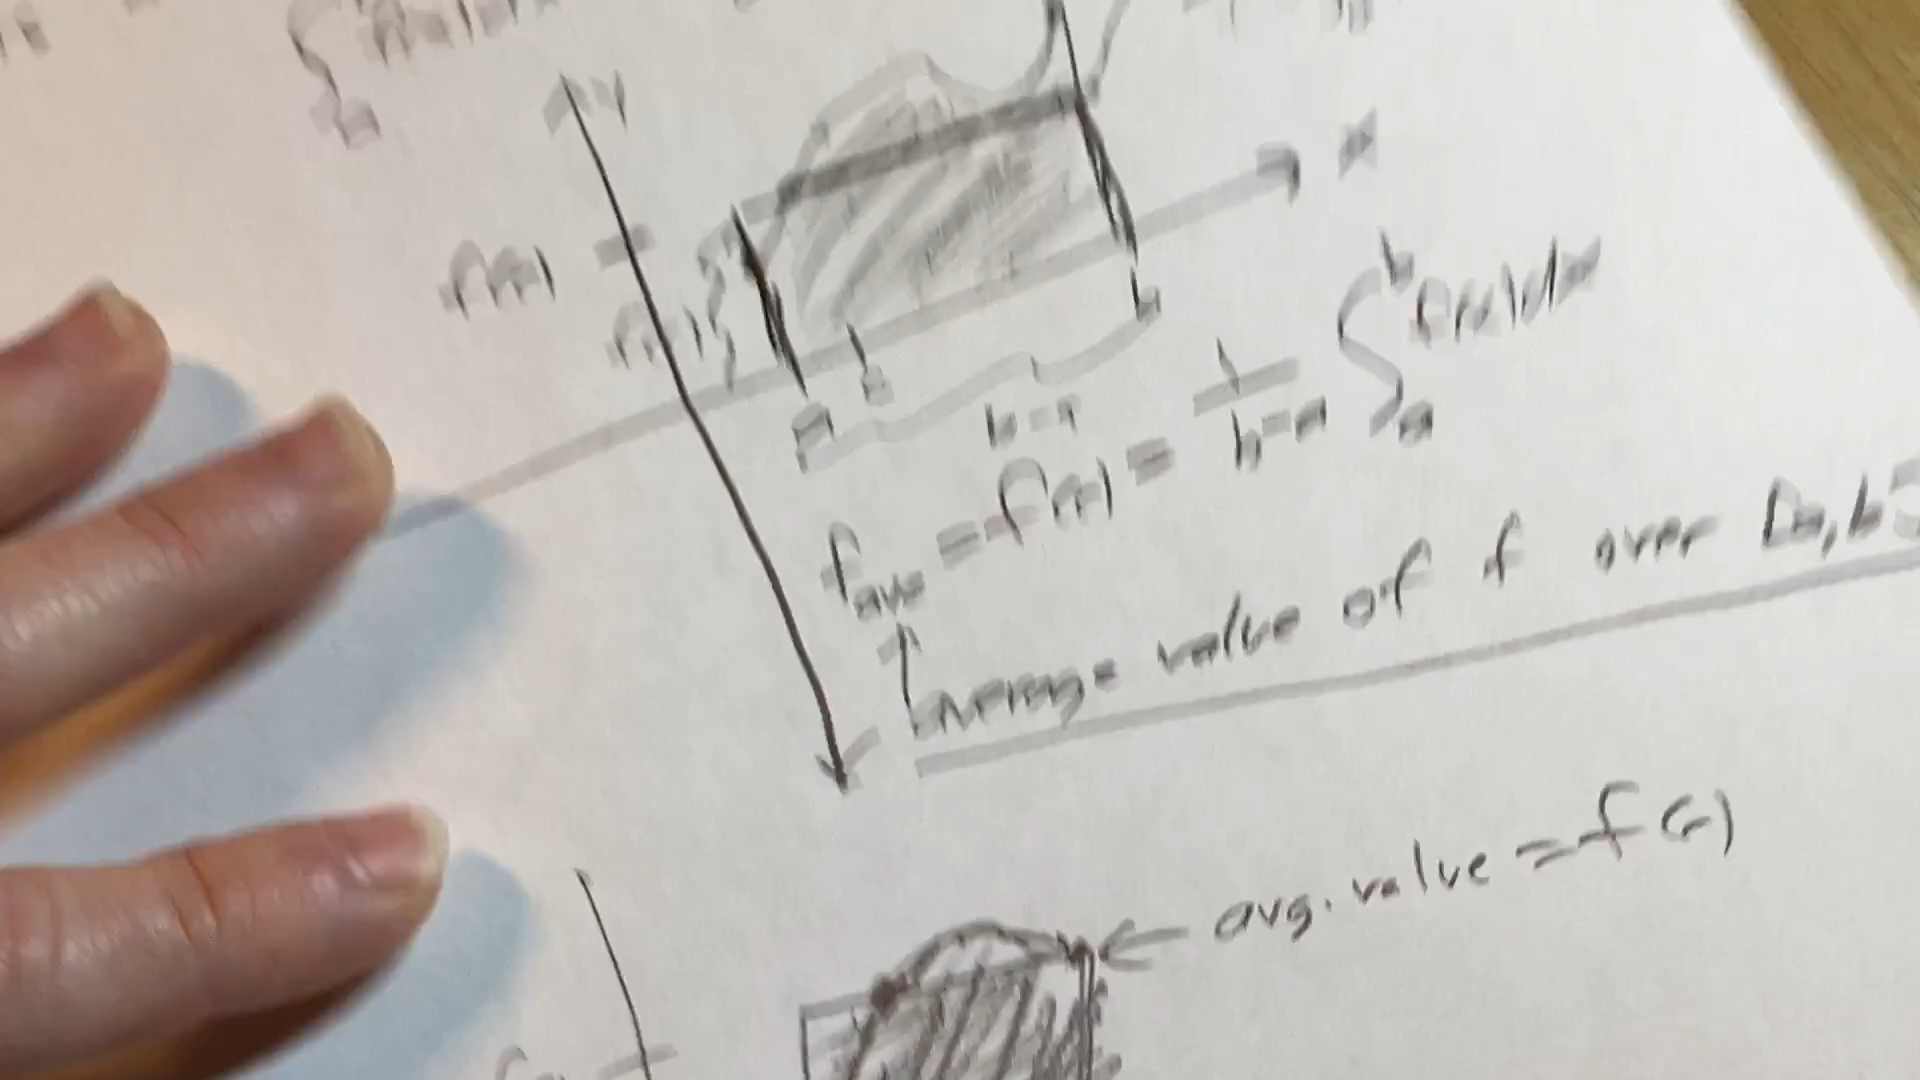 y
x
b-a
f_ave = f(c) = 1/(b-a) ∫_a^b f(x)dx
average value of f over [a,b]
avg. value = f(c)